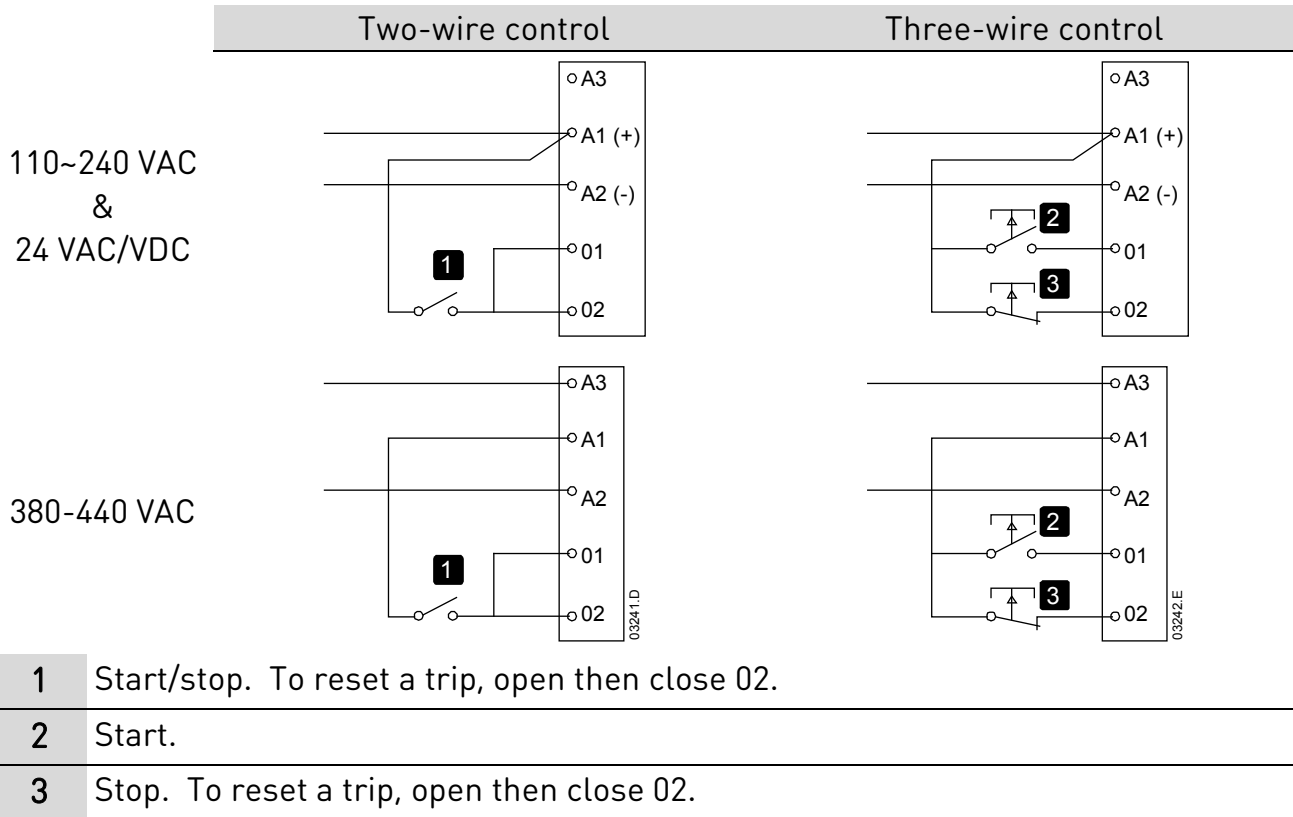 Two-wire control
Three-wire control
110~240 VAC
&
24 VAC/VDC
A3
A1 (+)
A2 (-)
01
02
1
A3
A1 (+)
A2 (-)
01
02
2
3
380-440 VAC
A3
A1
A2
01
02
1
03241.D
A3
A1
A2
01
02
2
3
03242.E
1 Start/stop. To reset a trip, open then close 02.
2 Start.
3 Stop. To reset a trip, open then close 02.